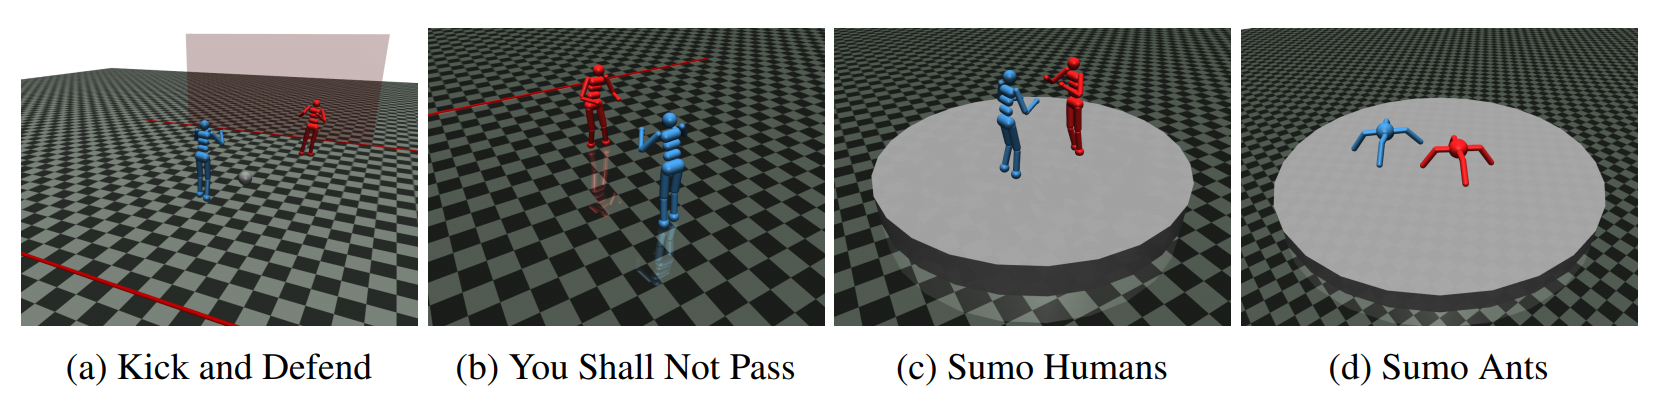 (a) Kick and Defend
(b) You Shall Not Pass
(c) Sumo Humans
(d) Sumo Ants